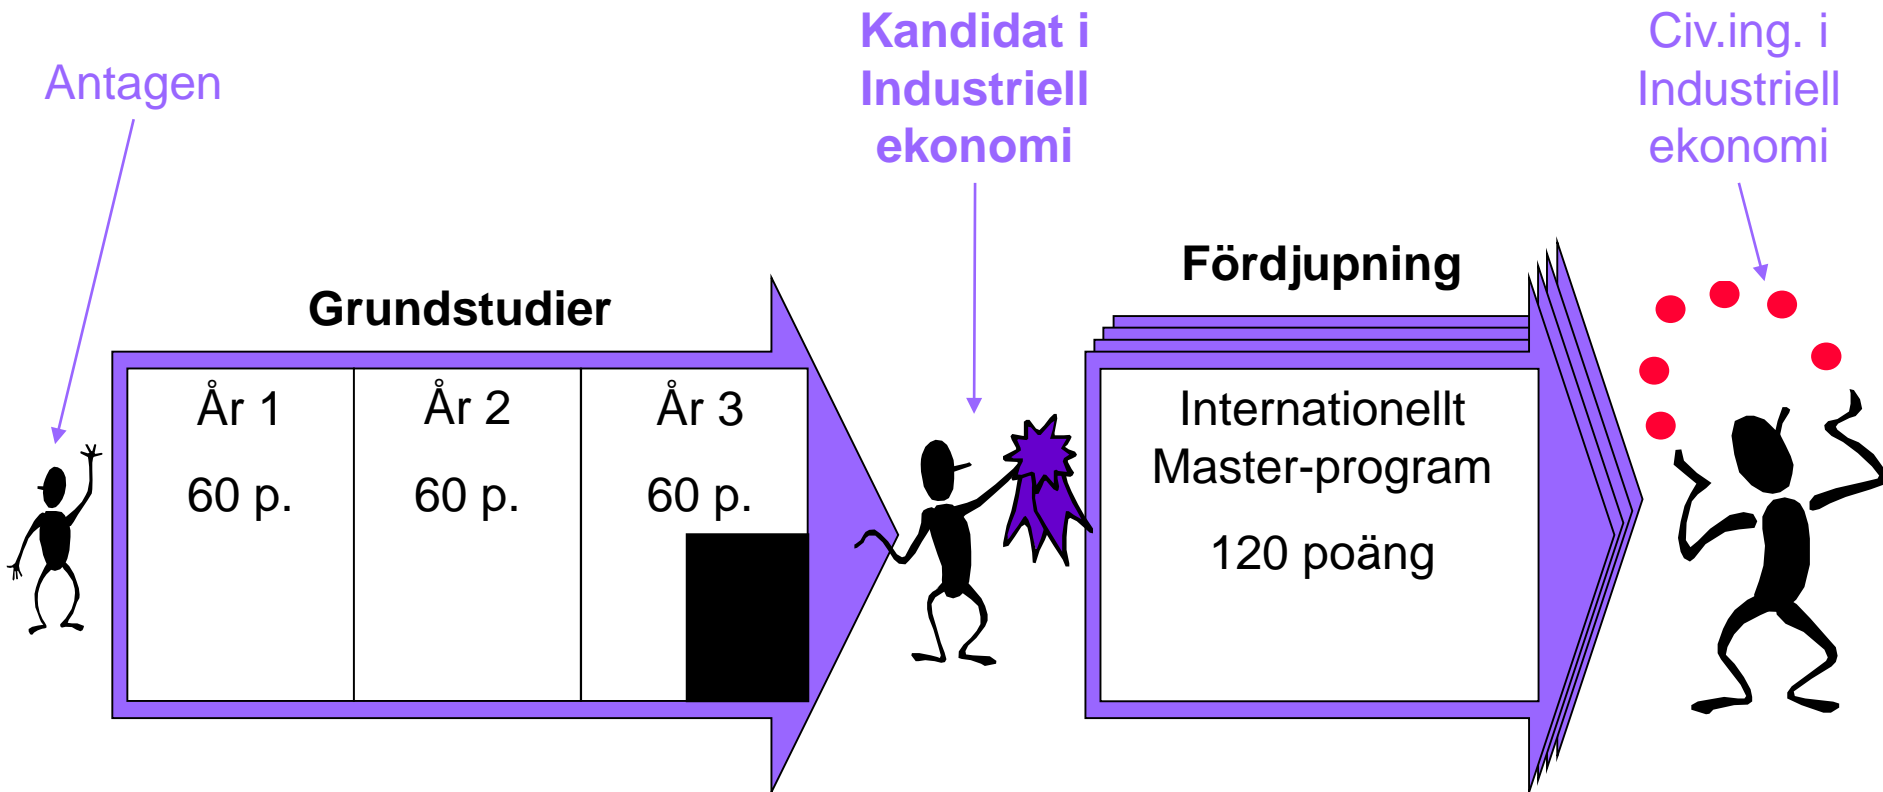 Antagen
Kandidat i
Industriell
ekonomi
Civ.ing. i
Industriell
ekonomi
Grundstudier
Fördjupning
År 1
60 p.
År 2
60 p.
År 3
60 p.
Internationellt
Master-program
120 poäng